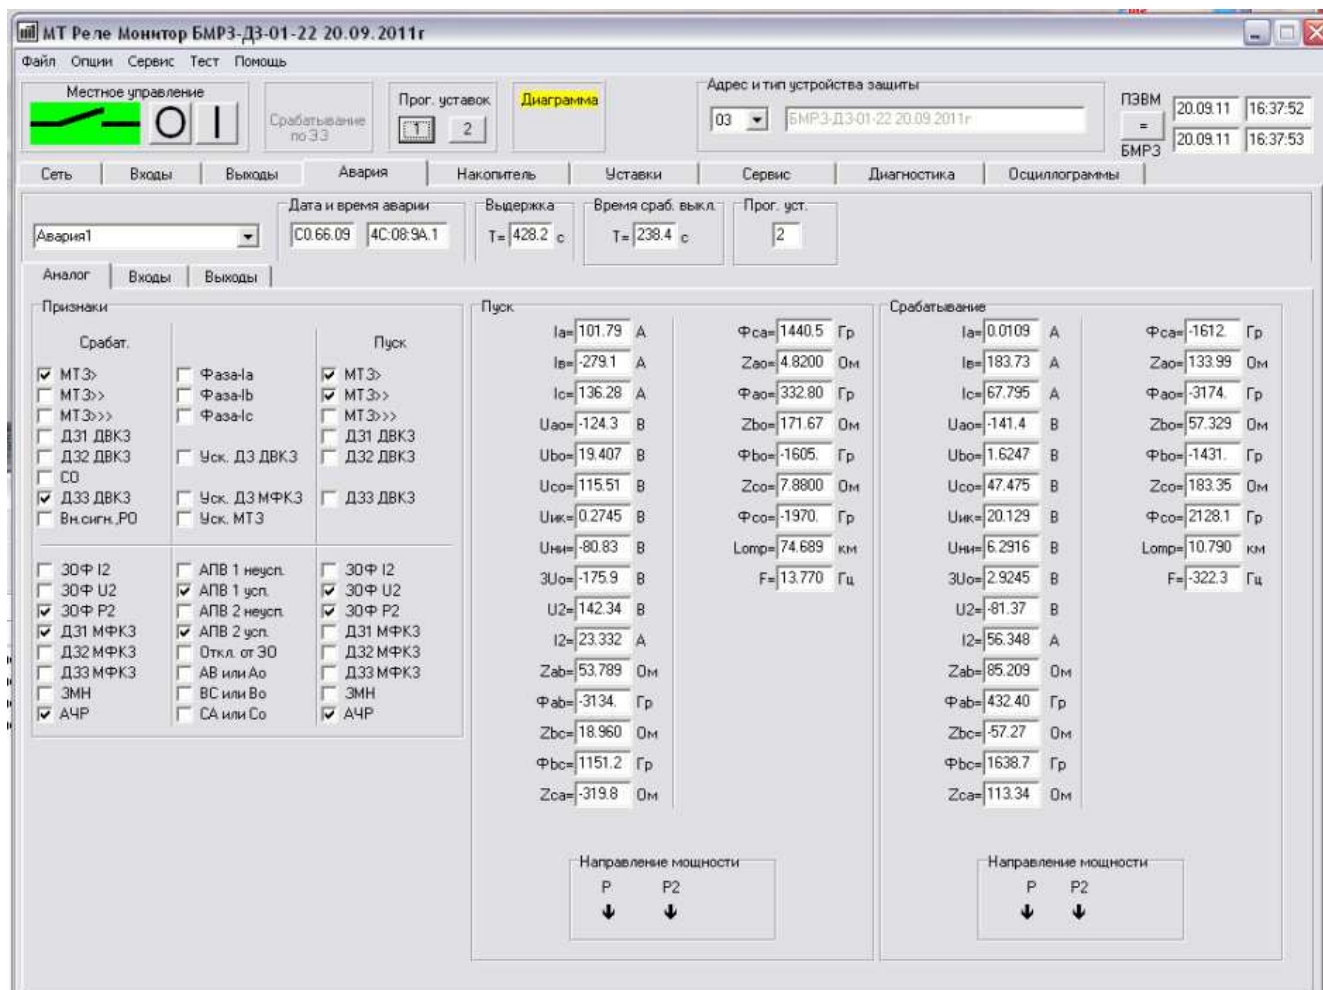 МТ Реле Монитор БМРЗ-ДЗ-01-22 20.09.2011г
Файл Опции Сервис Тест Помощь
Местное управление
Срабатывание по ЗЗ
Прог. уставок
1 2
Диаграмма
Адрес и тип устройства защиты
03 БМРЗ-ДЗ-01-22 20.09.2011г
ПЭВМ 20.09.11 16:37:52
=
БМРЗ 20.09.11 16:37:53
Сеть Входы Выходы Авария Накопитель Уставки Сервис Диагностика Осциллограммы
Авария1
Дата и время аварии
C0.66.09 4C:08:9A.1
Выдержка
T= 428.2 с
Время сраб. выкл.
T= 238.4 с
Прог. уст.
2
Аналог Входы Выходы
Признаки
Срабат. Пуск
МТЗ> Фаза-Ia МТЗ>
МТЗ>> Фаза-Ib МТЗ>>
МТЗ>>> Фаза-Ic МТЗ>>>
ДЗ1 ДВКЗ ДЗ1 ДВКЗ
ДЗ2 ДВКЗ Уск. ДЗ ДВКЗ ДЗ2 ДВКЗ
СО
ДЗ3 ДВКЗ Уск. ДЗ МФКЗ ДЗ3 ДВКЗ
Вн.сигн.,РО Уск. МТЗ
ЗОФ I2 АПВ 1 неусп. ЗОФ I2
ЗОФ U2 АПВ 1 усп. ЗОФ U2
ЗОФ P2 АПВ 2 неусп. ЗОФ P2
ДЗ1 МФКЗ АПВ 2 усп. ДЗ1 МФКЗ
ДЗ2 МФКЗ Откл. от ЗО ДЗ2 МФКЗ
ДЗ3 МФКЗ АВ или Ао ДЗ3 МФКЗ
ЗМН ВС или Во ЗМН
АЧР СА или Со АЧР
Пуск
Ia= 101.79 А Фca= 1440.5 Гр
Iв= -279.1 А Zao= 4.8200 Ом
Ic= 136.28 А Фао= 332.80 Гр
Uао= -124.3 В Zbo= 171.67 Ом
Ubo= 19.407 В Фbo= -1605. Гр
Uco= 115.51 В Zco= 7.8800 Ом
Uик= 0.2745 В Фco= -1970. Гр
Uни= -80.83 В Lomp= 74.689 км
3Uo= -175.9 В F= 13.770 Гц
U2= 142.34 В
I2= 23.332 А
Zab= 53.789 Ом
Фab= -3134. Гр
Zbc= 18.960 Ом
Фbc= 1151.2 Гр
Zca= -319.8 Ом
Направление мощности
P P2
Срабатывание
Ia= 0.0109 А Фca= -1612. Гр
Iв= 183.73 А Zao= 133.99 Ом
Ic= 67.795 А Фао= -3174. Гр
Uао= -141.4 В Zbo= 57.329 Ом
Ubo= 1.6247 В Фbo= -1431. Гр
Uco= 47.475 В Zco= 183.35 Ом
Uик= 20.129 В Фco= 2128.1 Гр
Uни= 6.2916 В Lomp= 10.790 км
3Uo= 2.9245 В F= -322.3 Гц
U2= -81.37 В
I2= 56.348 А
Zab= 85.209 Ом
Фab= 432.40 Гр
Zbc= -57.27 Ом
Фbc= 1638.7 Гр
Zca= 113.34 Ом
Направление мощности
P P2